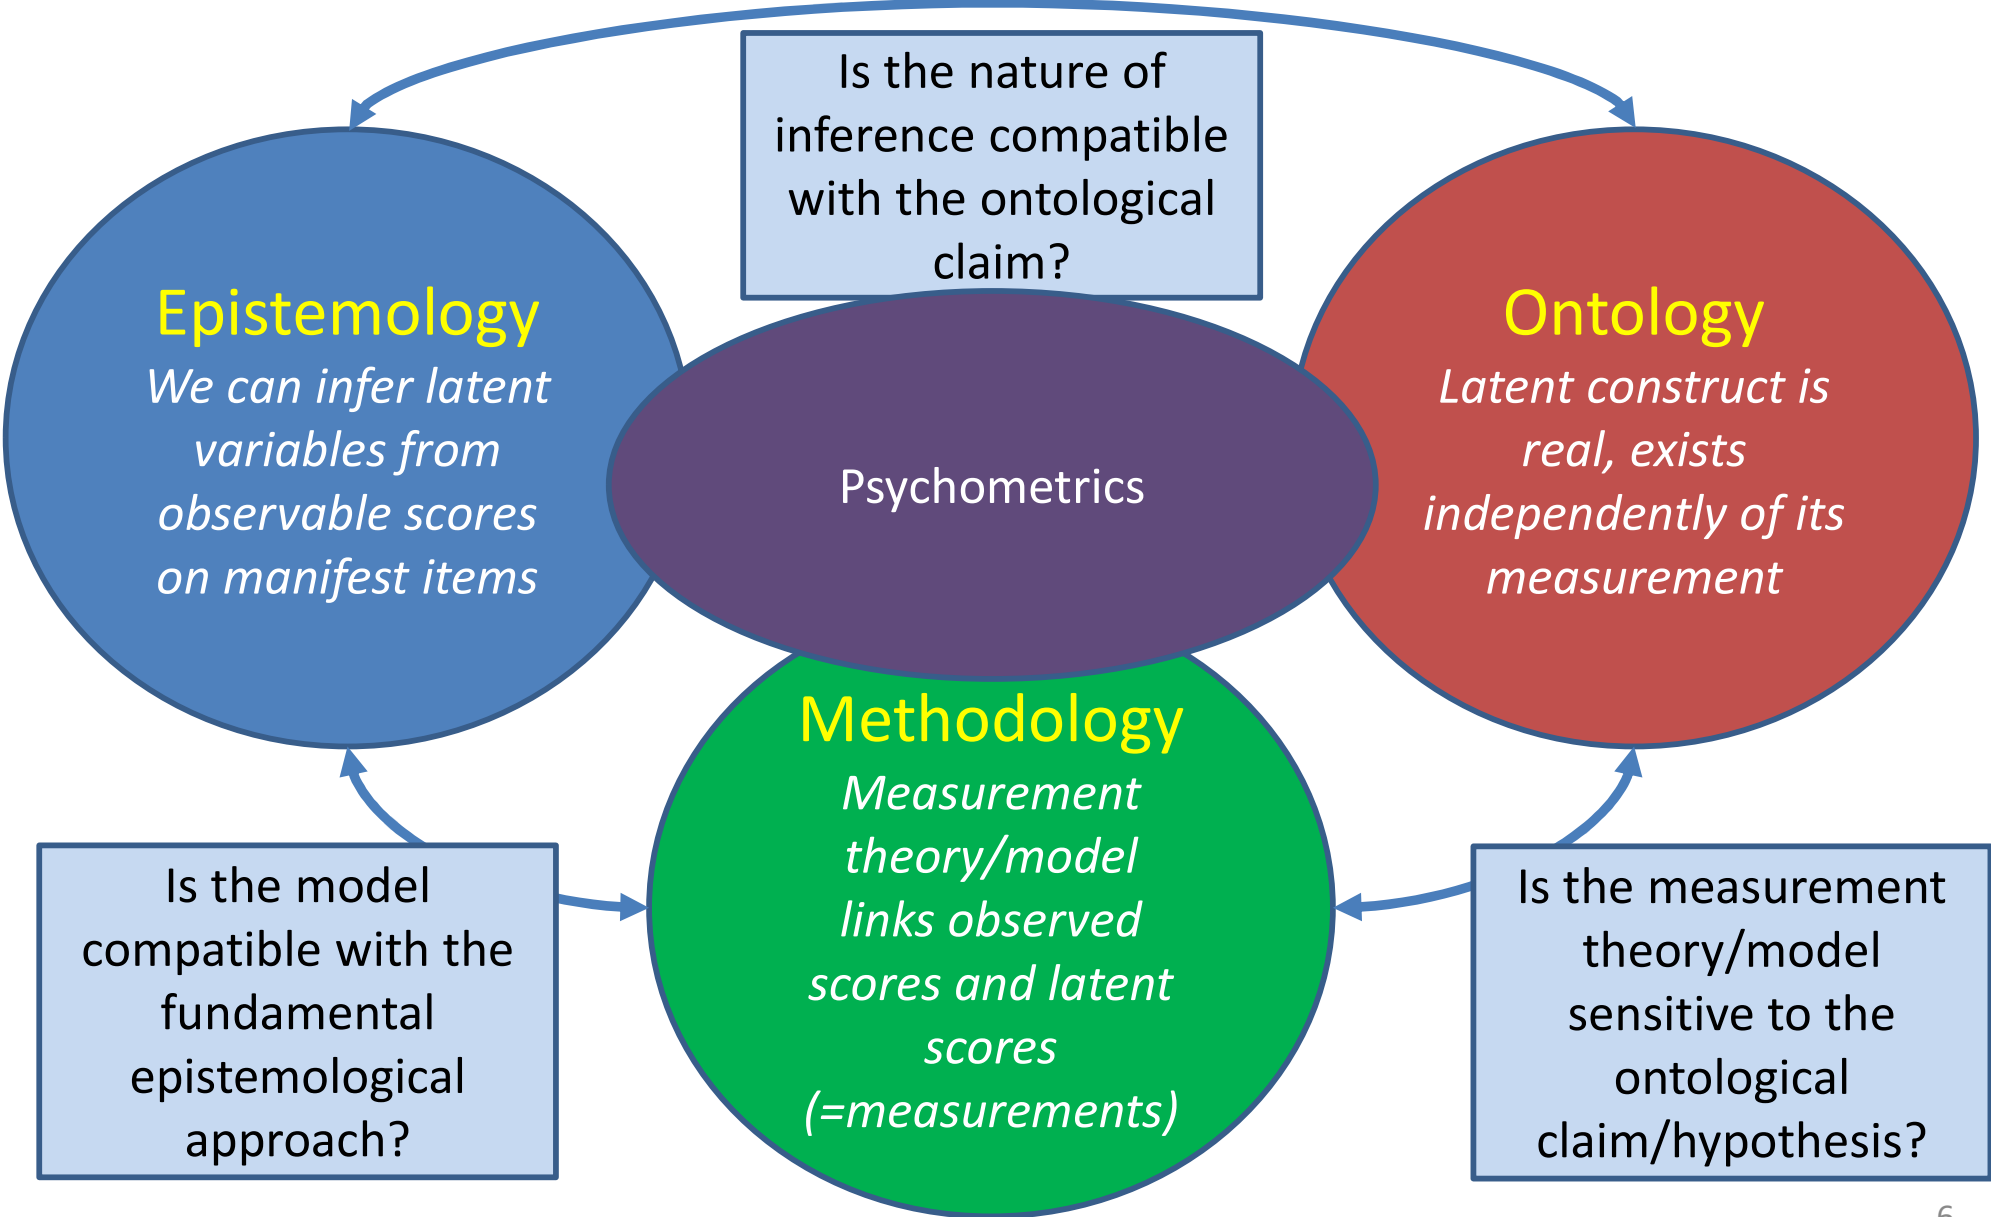 Is the nature of
inference compatible
with the ontological
claim?
Epistemology
We can infer latent
variables from
observable scores
on manifest items
Psychometrics
Ontology
Latent construct is
real, exists
independently of its
measurement
Methodology
Measurement
theory/model
links observed
scores and latent
scores
(=measurements)
Is the model
compatible with the
fundamental
epistemological
approach?
Is the measurement
theory/model
sensitive to the
ontological
claim/hypothesis?
6